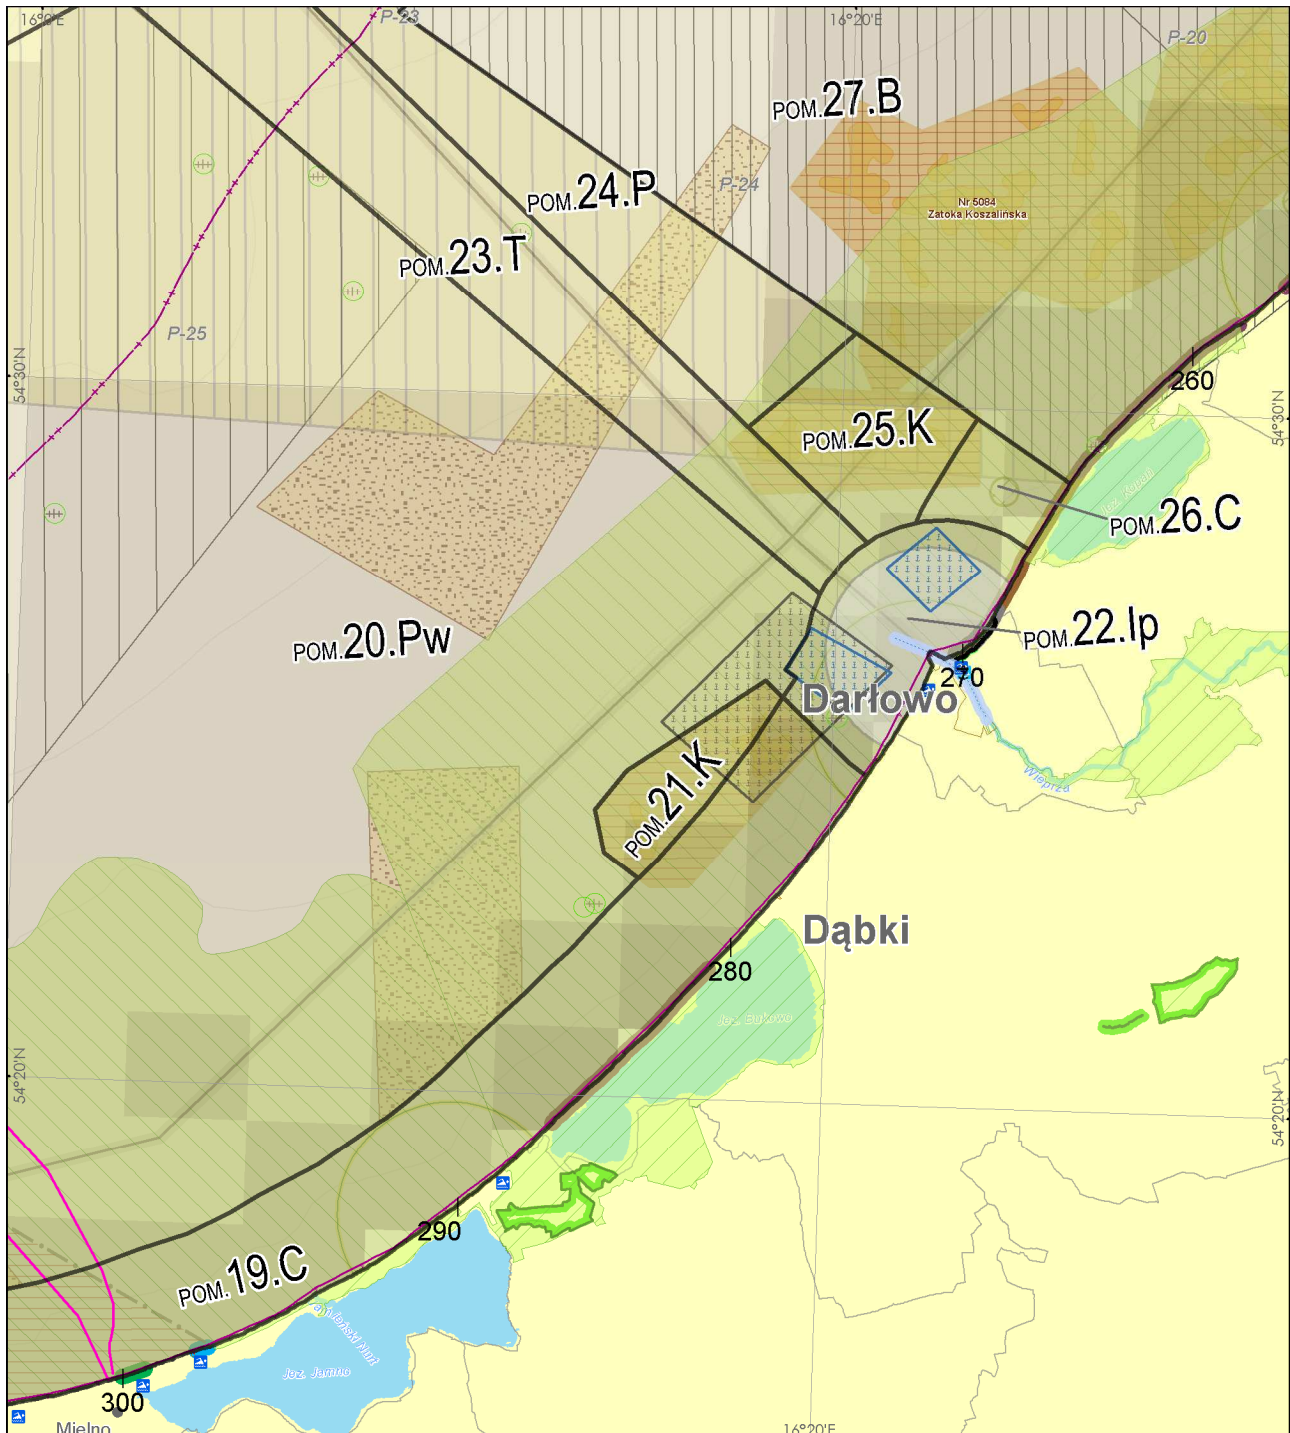 16°0'E
P-23
16°20'E
P-20
POM.27.B
POM.24.P
P-24
Nr 5084
Zatoka Koszalińska
POM.23.T
P-25
54°30'N
260
54°30'N
POM.25.K
Jez. Kopań
POM.26.C
POM.20.Pw
POM.22.Ip
270
Darłowo
Wieprza
POM.21.K
Dąbki
280
Jez. Bukowo
54°20'N
54°20'N
290
POM.19.C
Jez. Jamno
300
Mielno
16°20'E